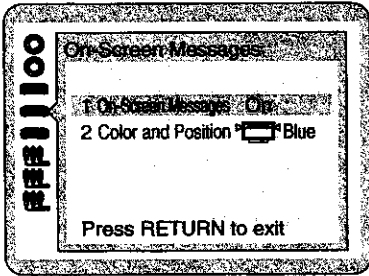 On-Screen Messages
1 On-Screen Messages On
2 Color and Position Blue
Press RETURN to exit